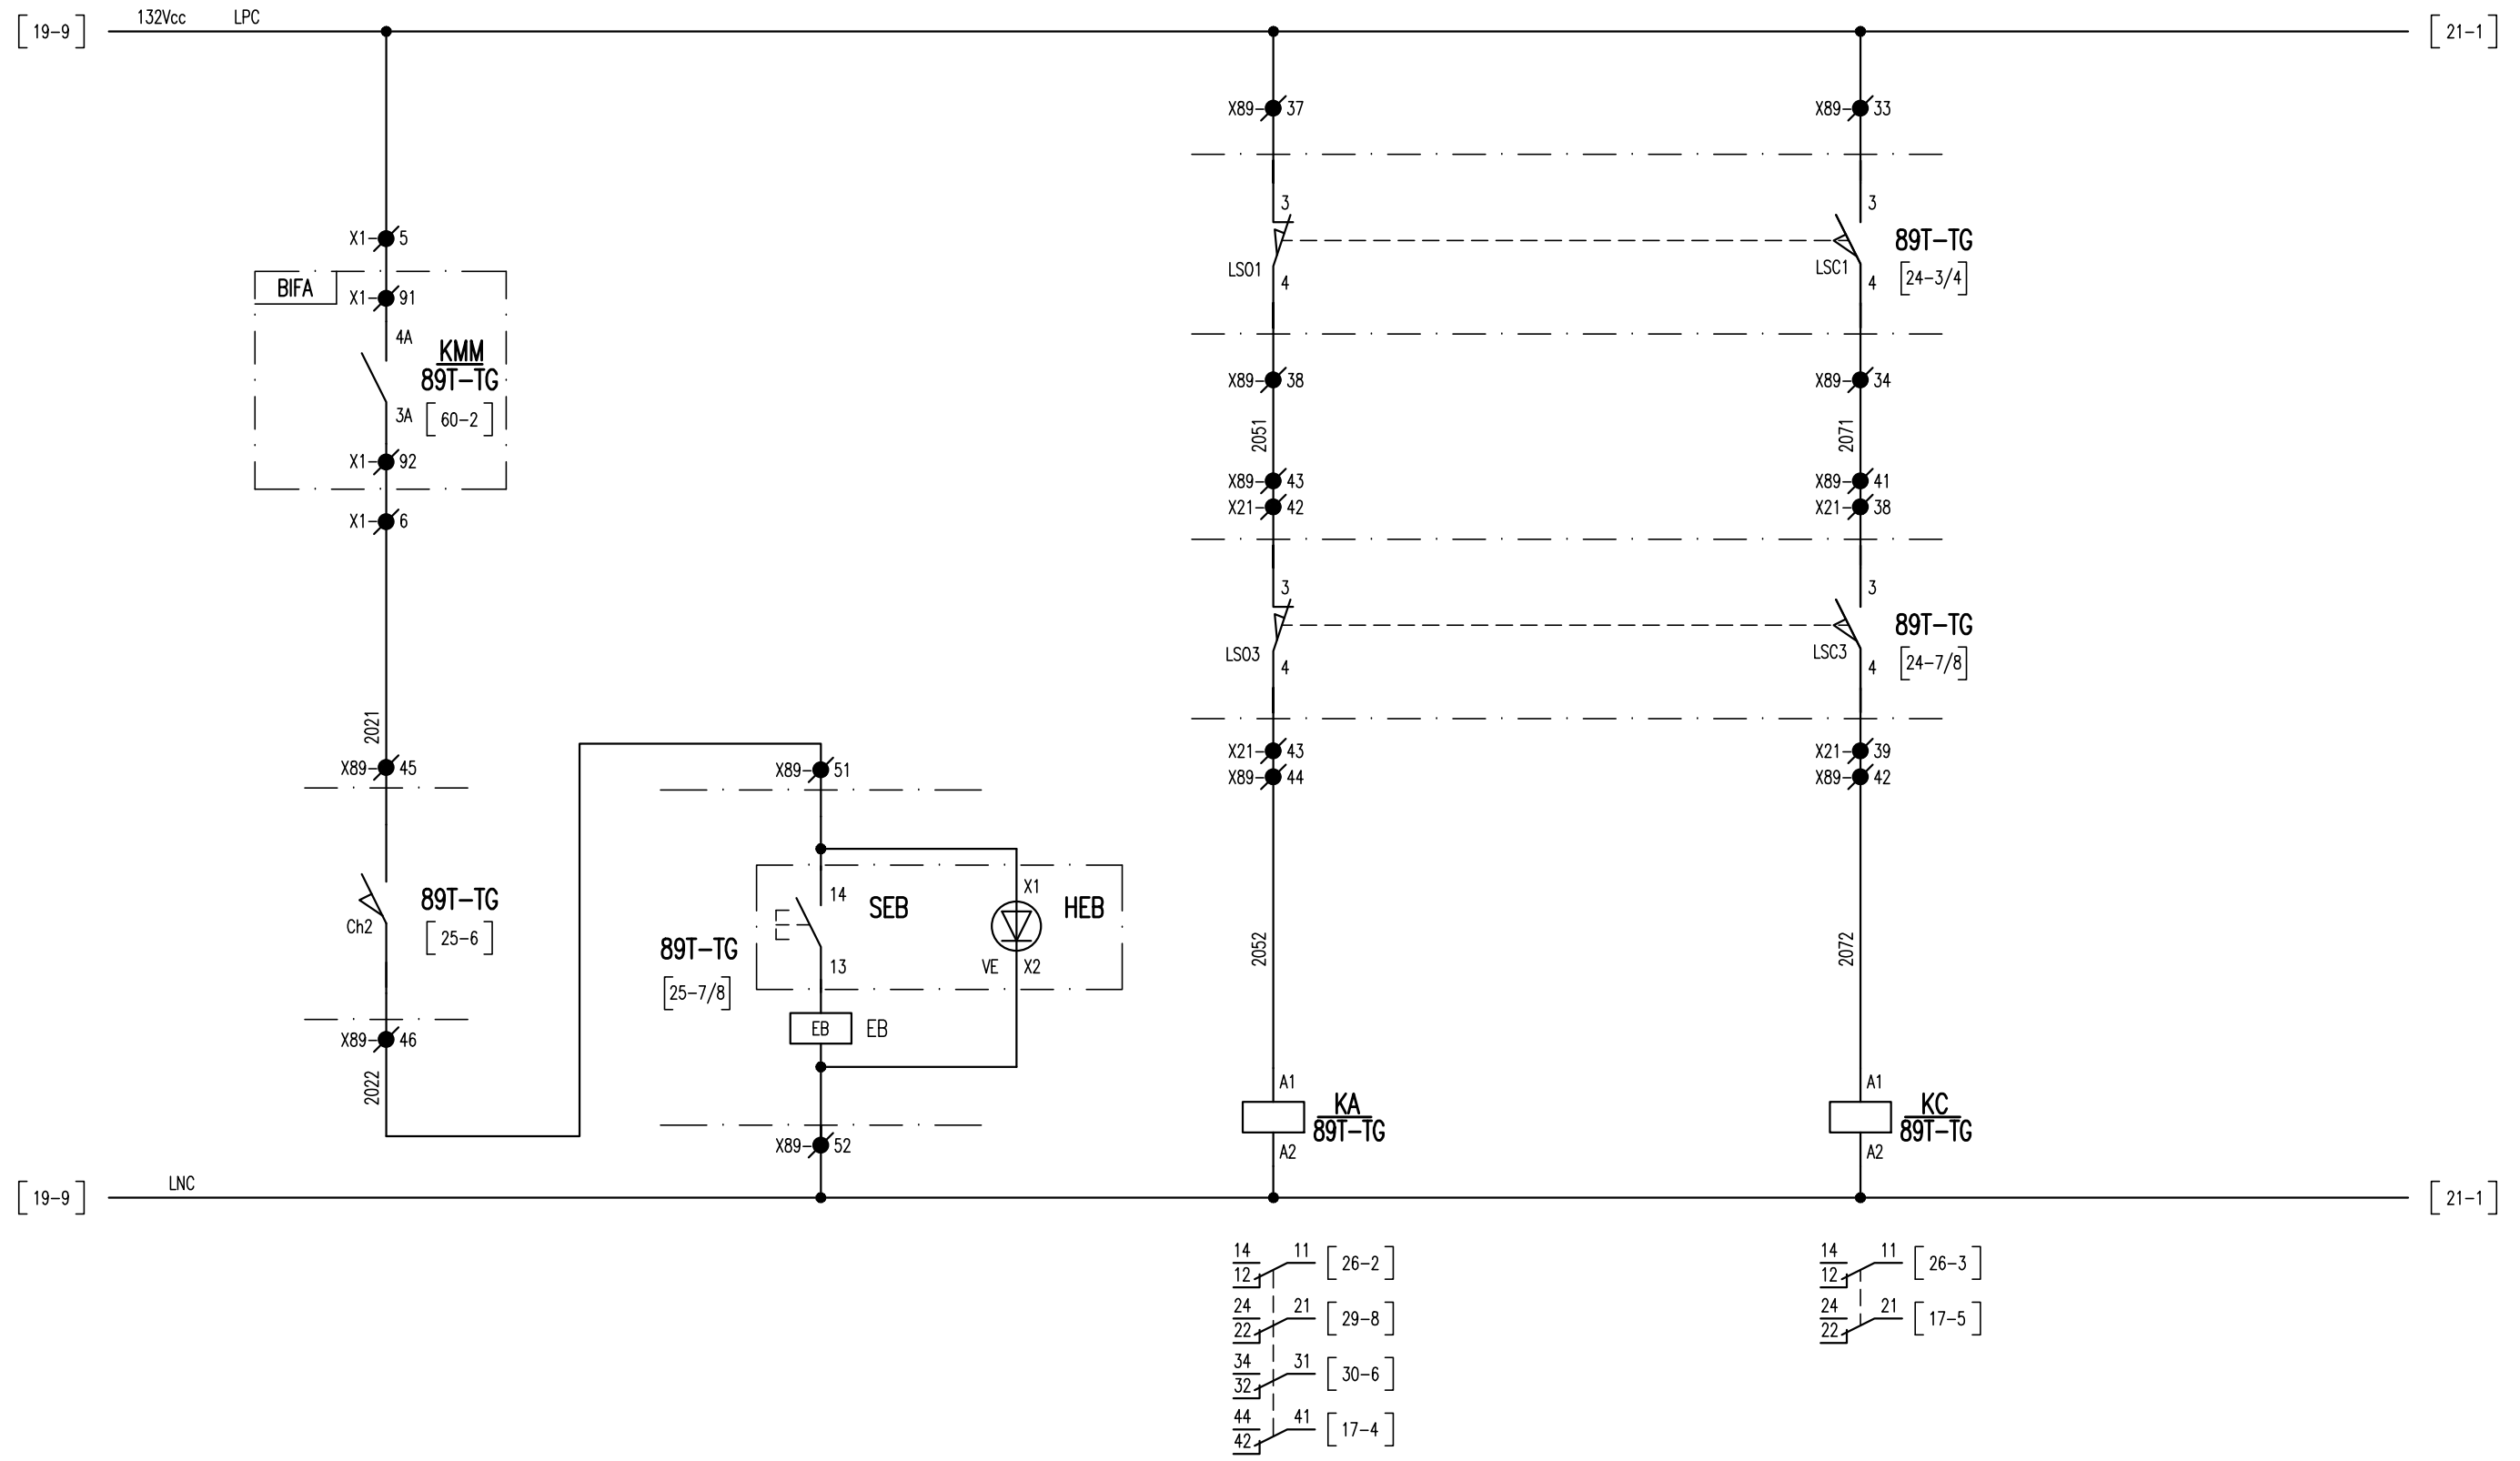 132Vcc LPC
19-9
21-1
X89- 37
X89- 33
3
3
LSO1
4
LSC1
4
89T-TG
24-3/4
X1- 5
BIFA
X1- 91
4A
KMM
89T-TG
3A
60-2
X1- 92
X1- 6
X89- 38
X89- 34
2051
2071
X89- 43
X89- 41
X21- 42
X21- 38
3
3
LSO3
4
LSC3
4
89T-TG
24-7/8
2021
X89- 45
X89- 51
X21- 43
X21- 39
X89- 44
X89- 42
Ch2
89T-TG
25-6
14
SEB
X1
HEB
13
VE
X2
89T-TG
25-7/8
EB
EB
2052
2072
X89- 46
2022
X89- 52
A1
KA
89T-TG
A2
A1
KC
89T-TG
A2
19-9
LNC
21-1
14 11 26-2
12
24 21 29-8
22
34 31 30-6
32
44 41 17-4
42
14 11 26-3
12
24 21 17-5
22